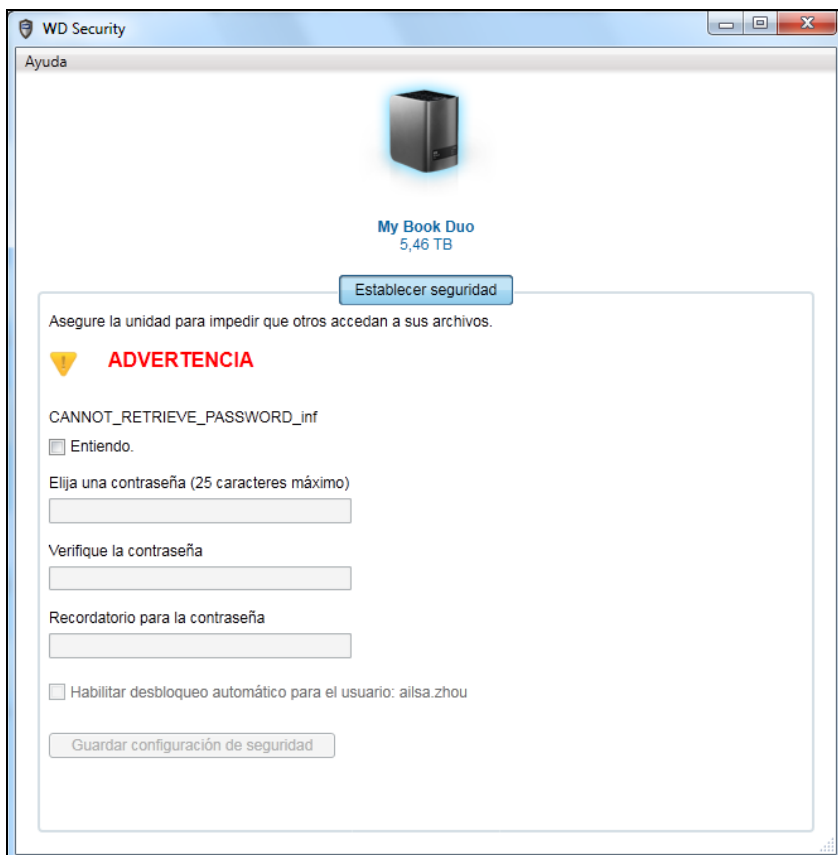 WD Security
Ayuda
My Book Duo
5,46 TB
Establecer seguridad
Asegure la unidad para impedir que otros accedan a sus archivos.
ADVERTENCIA
CANNOT_RETRIEVE_PASSWORD_inf
Entiendo.
Elija una contraseña (25 caracteres máximo)
Verifique la contraseña
Recordatorio para la contraseña
Habilitar desbloqueo automático para el usuario: ailsa.zhou
Guardar configuración de seguridad